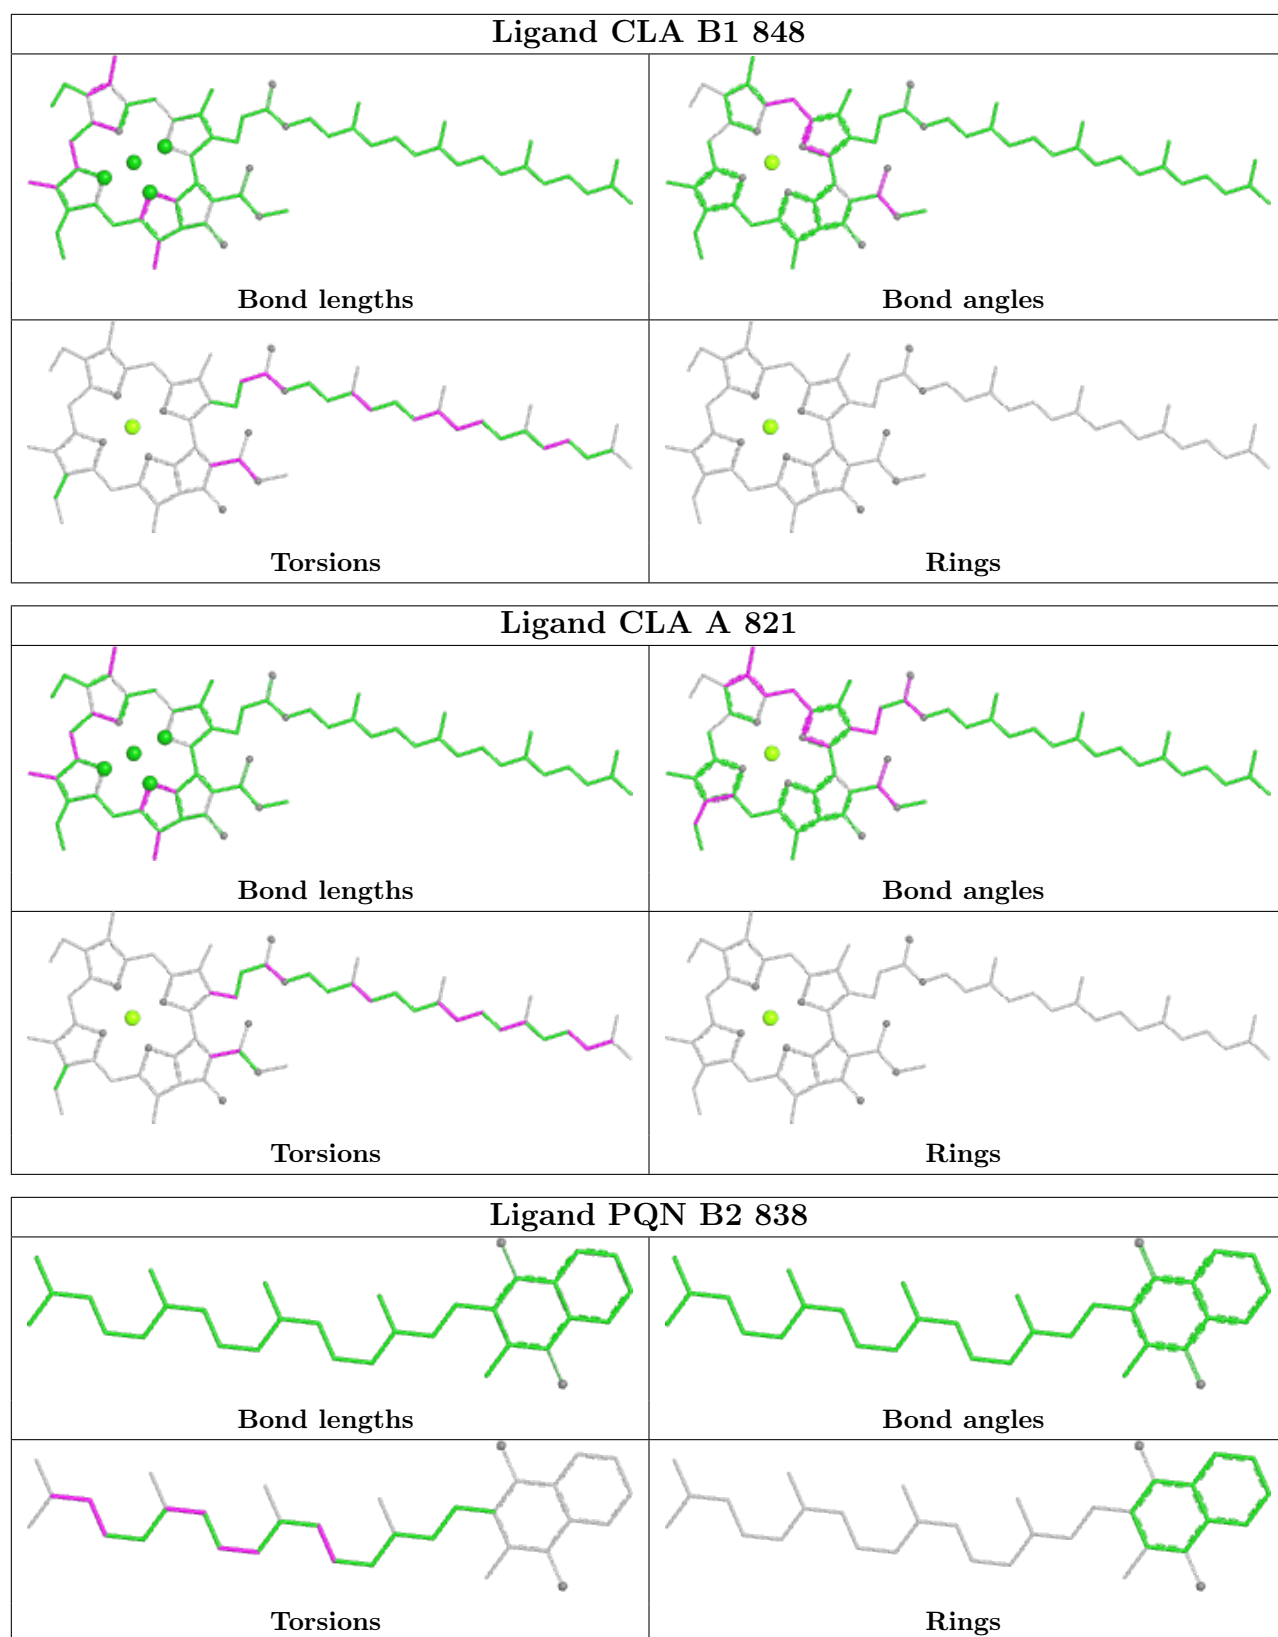 Ligand CLA B1 848
Bond lengths
Bond angles
Torsions
Rings
Ligand CLA A 821
Bond lengths
Bond angles
Torsions
Rings
Ligand PQN B2 838
Bond lengths
Bond angles
Torsions
Rings